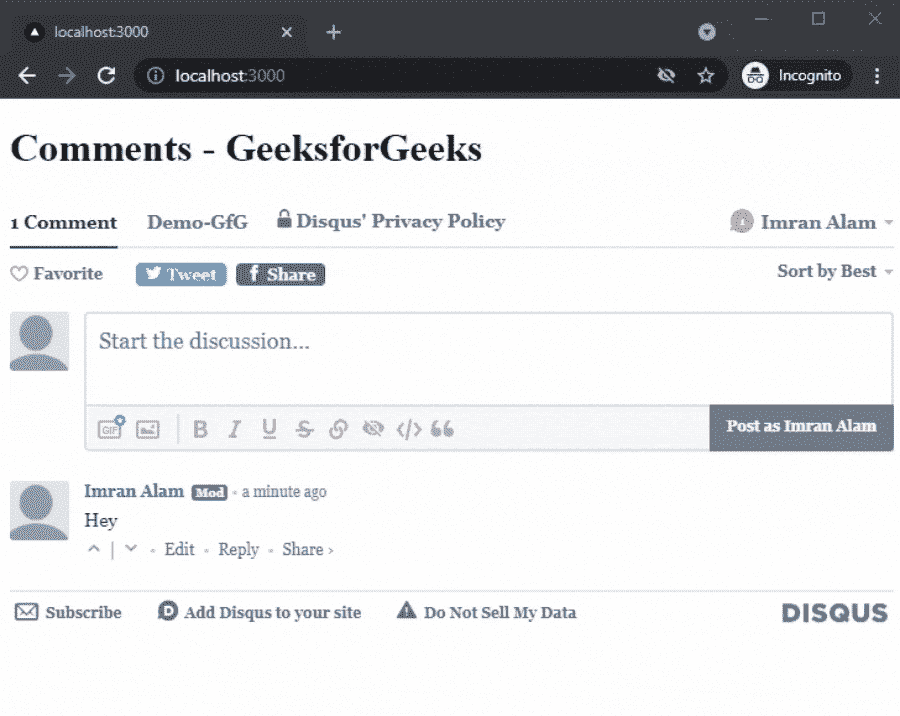 localhost:3000
localhost:3000 Incognito
Comments - GeeksforGeeks
1 Comment Demo-GfG Disqus' Privacy Policy Imran Alam
Favorite Tweet f Share Sort by Best
Start the discussion...
GIF B I U S </> Post as Imran Alam
Imran Alam Mod • a minute ago
Hey
• Edit • Reply • Share ›
Subscribe D Add Disqus to your site Do Not Sell My Data DISQUS